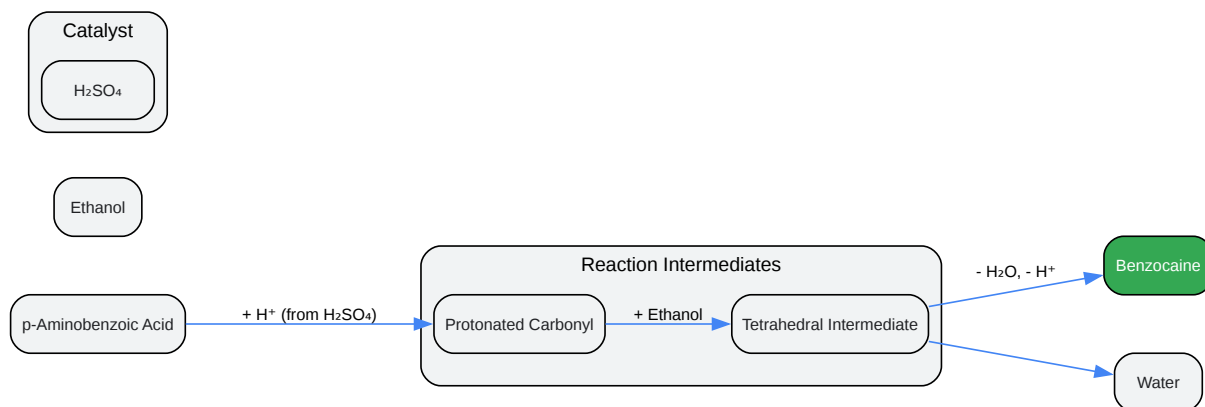 Catalyst
H₂SO₄
Ethanol
Reaction Intermediates
p-Aminobenzoic Acid
+ H⁺ (from H₂SO₄)
Protonated Carbonyl
+ Ethanol
Tetrahedral Intermediate
- H₂O, - H⁺
Benzocaine
Water